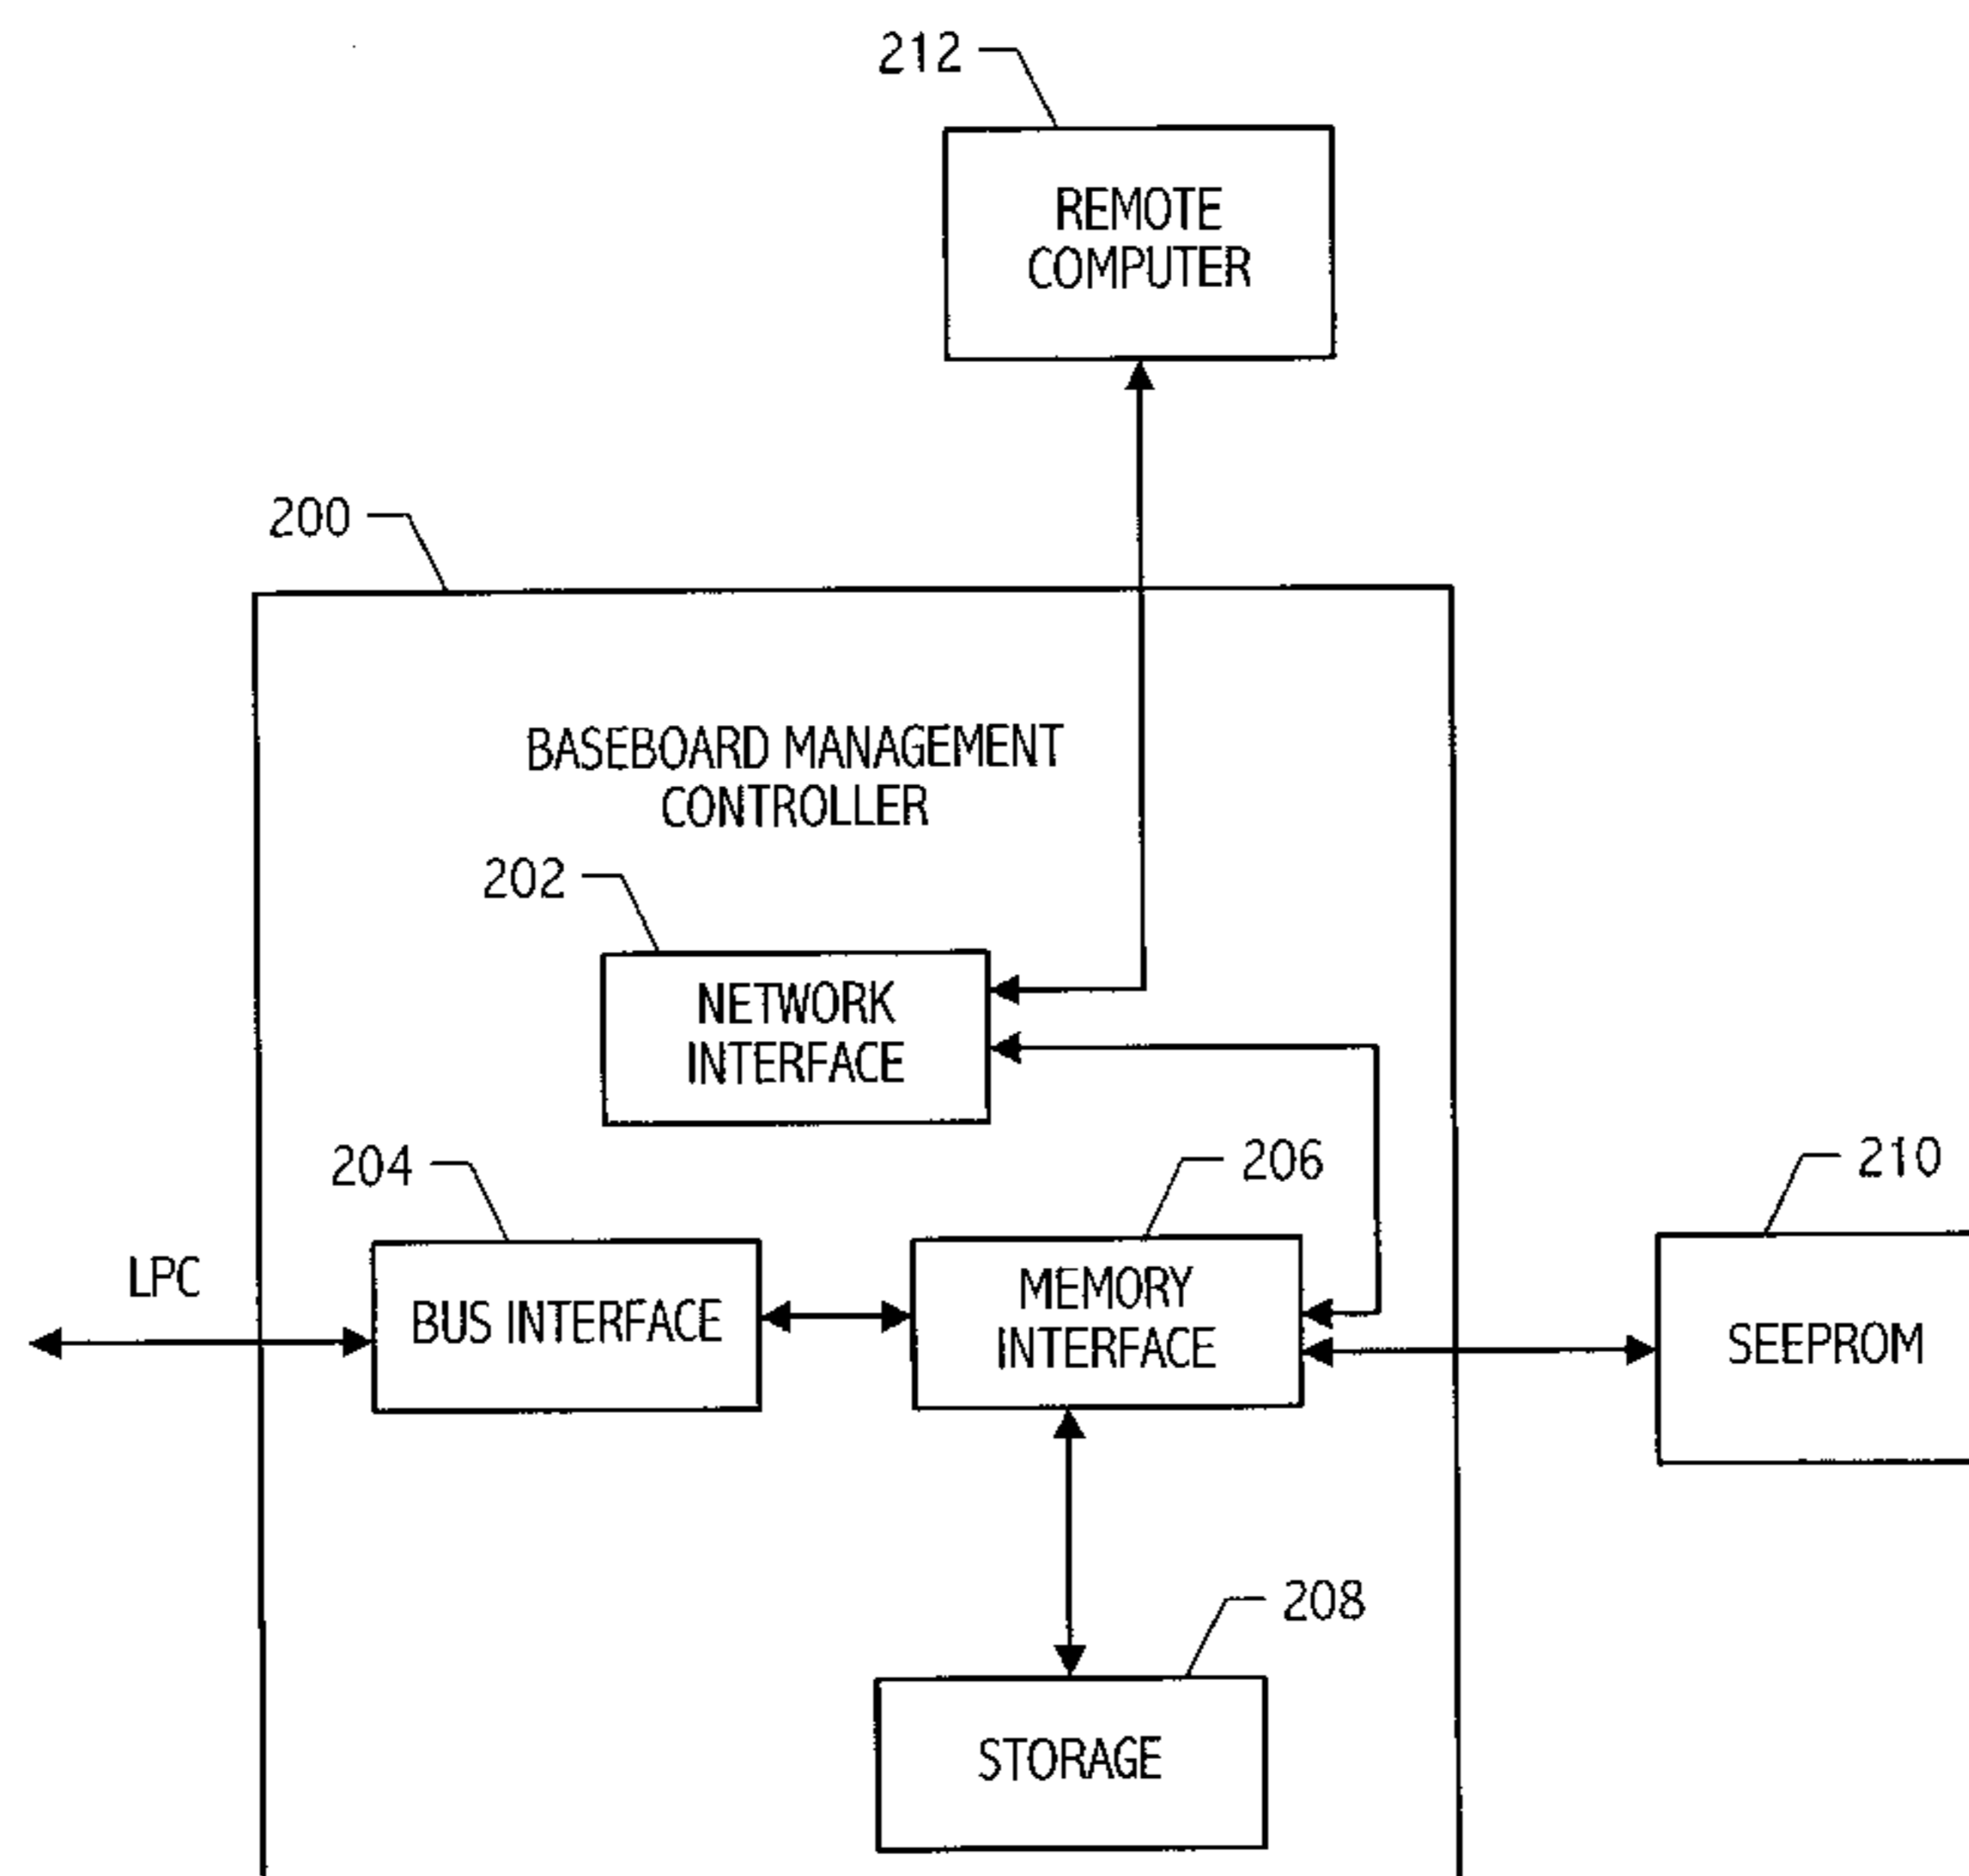 212
REMOTE
COMPUTER
200
BASEBOARD MANAGEMENT
CONTROLLER
202
NETWORK
INTERFACE
204
206
210
LPC
BUS INTERFACE
MEMORY
INTERFACE
SEEPROM
208
STORAGE